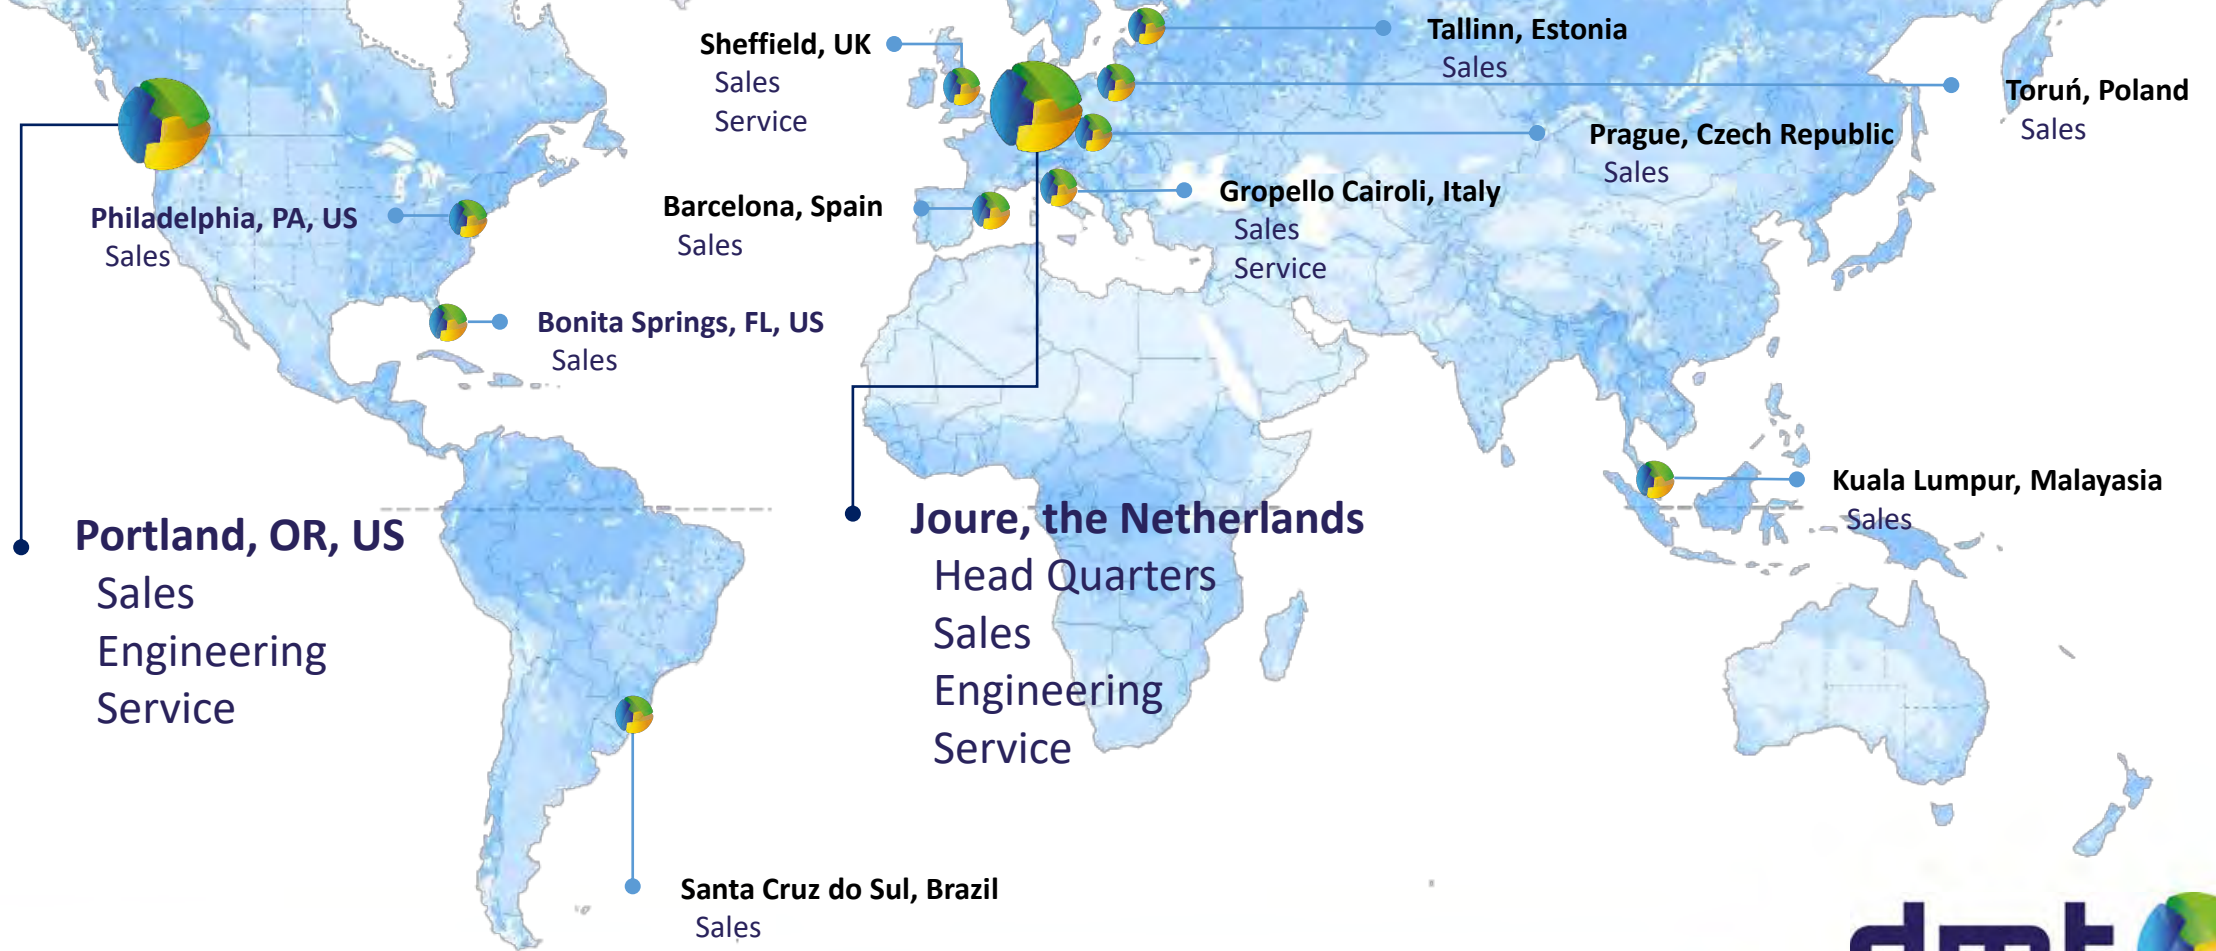 Sheffield, UK
Sales
Service
Tallinn, Estonia
Sales
Toruń, Poland
Sales
Prague, Czech Republic
Sales
Philadelphia, PA, US
Sales
Barcelona, Spain
Sales
Gropello Cairoli, Italy
Sales
Service
Bonita Springs, FL, US
Sales
Kuala Lumpur, Malayasia
Sales
Portland, OR, US
Sales
Engineering
Service
Joure, the Netherlands
Head Quarters
Sales
Engineering
Service
Santa Cruz do Sul, Brazil
Sales
dmt